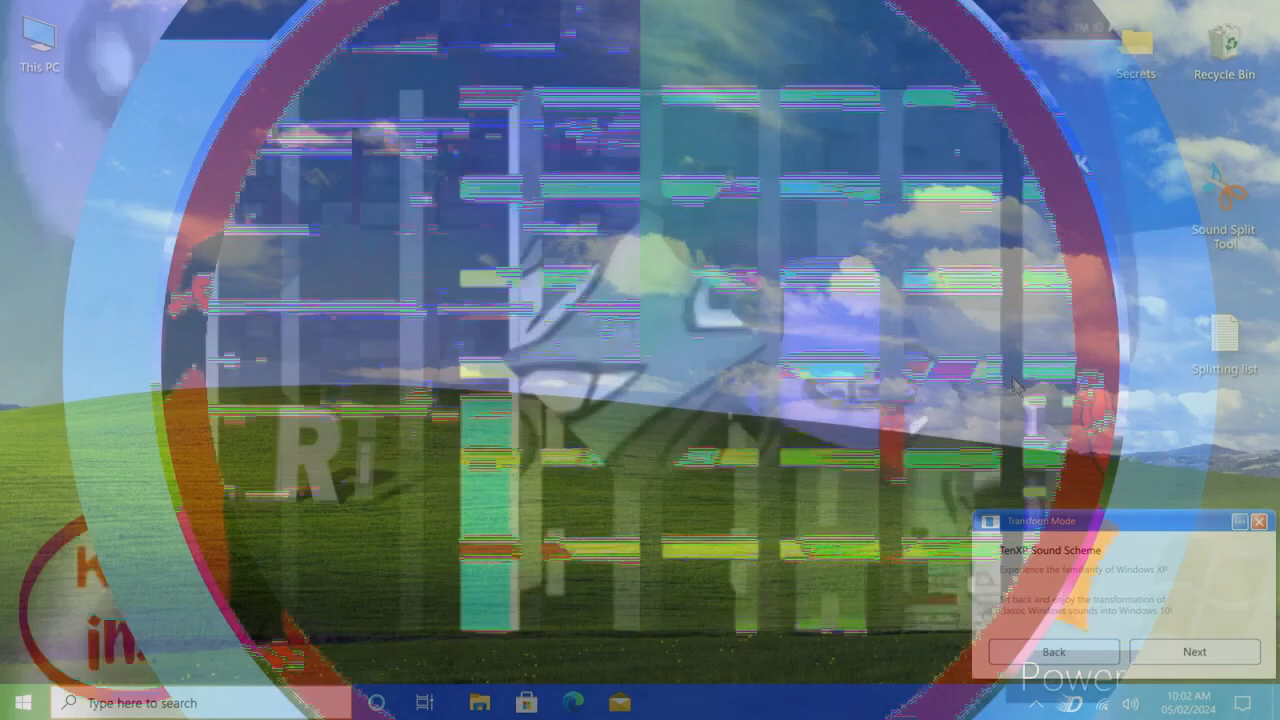 This PC
Secrets
Recycle Bin
Sound Split
Tool
Splitting list
Ri
K
in.
Transform Mode
TenXP Sound Scheme
Experience the familiarity of Windows XP
Sit back and enjoy the transformation of
classic Windows sounds into Windows 10!
Back
Next
Power
Type here to search
10:02 AM
05/02/2024